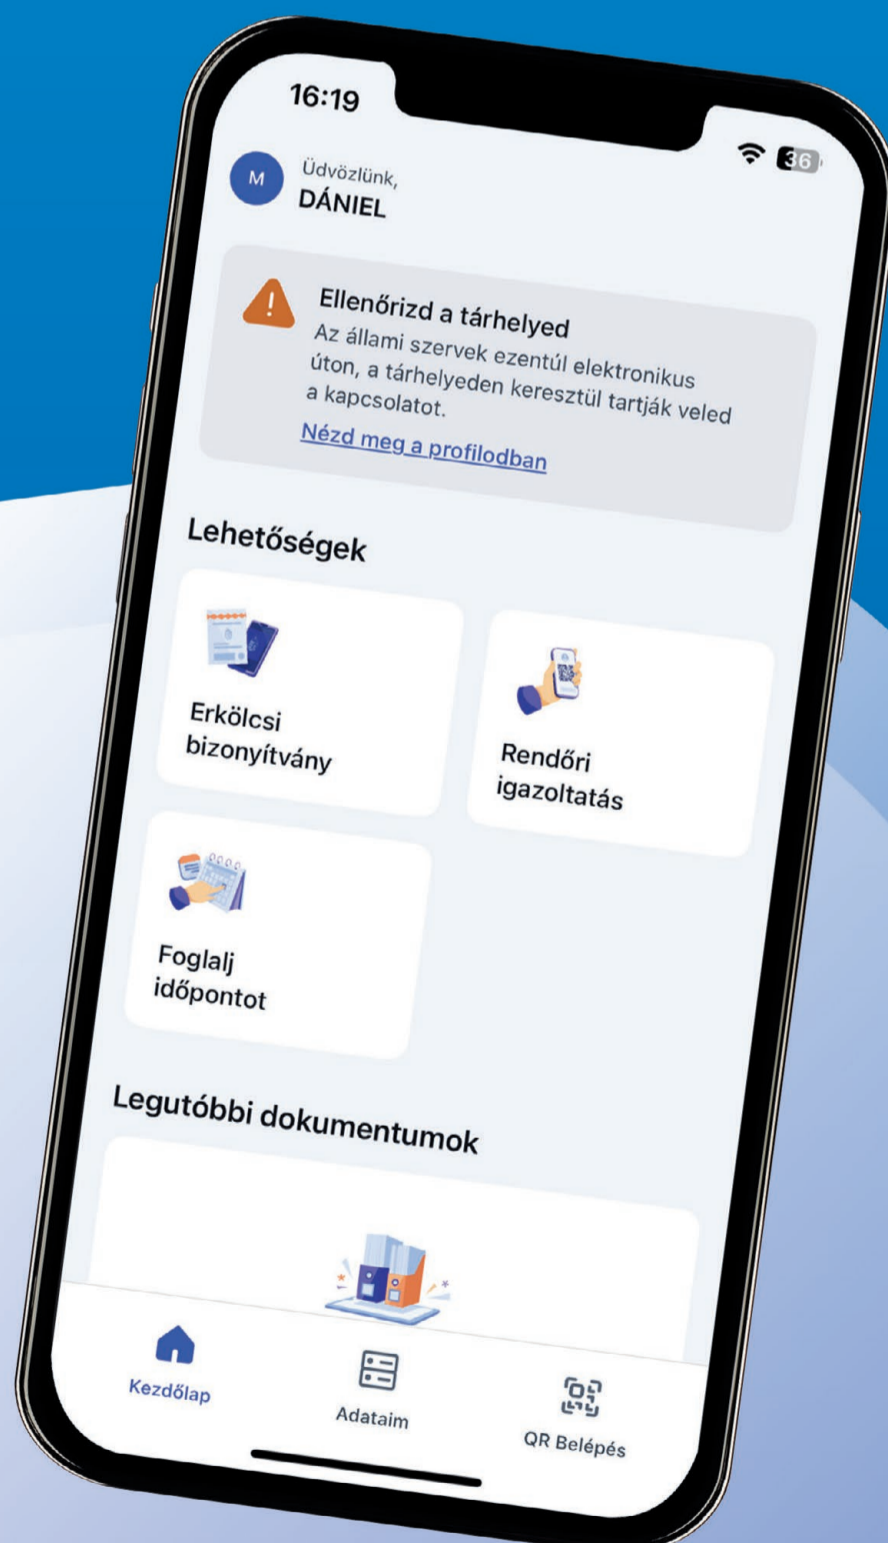 16:19
36
M
Üdvözlünk,
DÁNIEL
Ellenőrizd a tárhelyed
Az állami szervek ezentúl elektronikus
úton, a tárhelyeden keresztül tartják veled
a kapcsolatot.
Nézd meg a profilodban
Lehetőségek
Erkölcsi
bizonyítvány
Rendőri
igazoltatás
Foglalj
időpontot
Legutóbbi dokumentumok
Kezdőlap
Adataim
QR Belépés